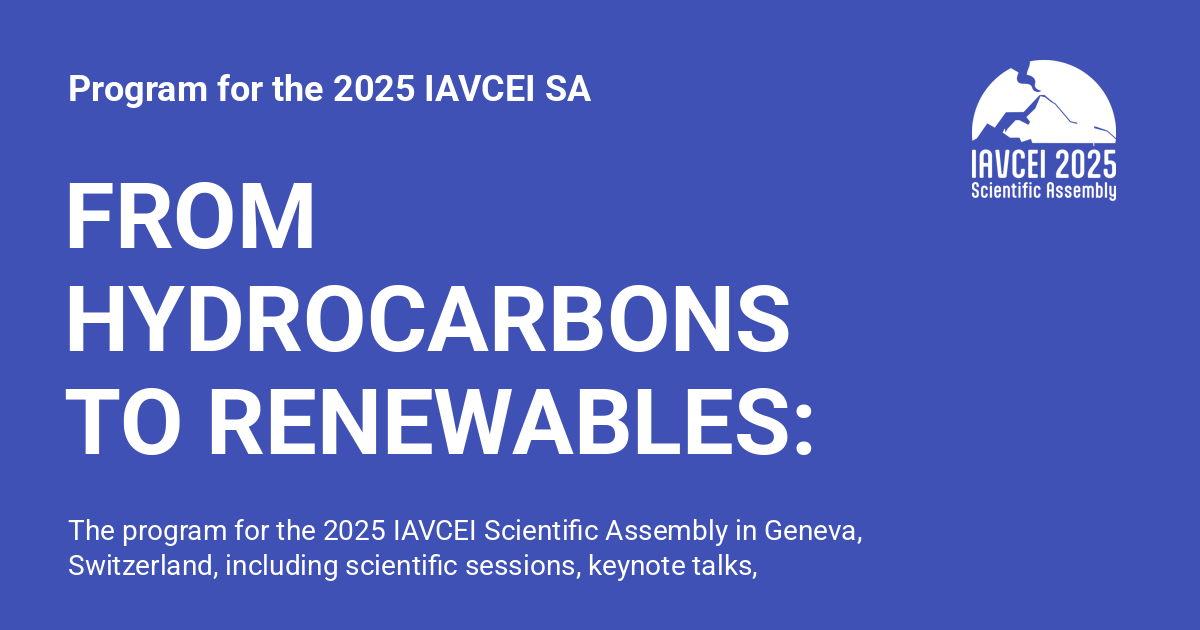 Program for the 2025 IAVCEI SA
IAVCEI 2025
Scientific Assembly
FROM
HYDROCARBONS
TO RENEWABLES:
The program for the 2025 IAVCEI Scientific Assembly in Geneva,
Switzerland, including scientific sessions, keynote talks,